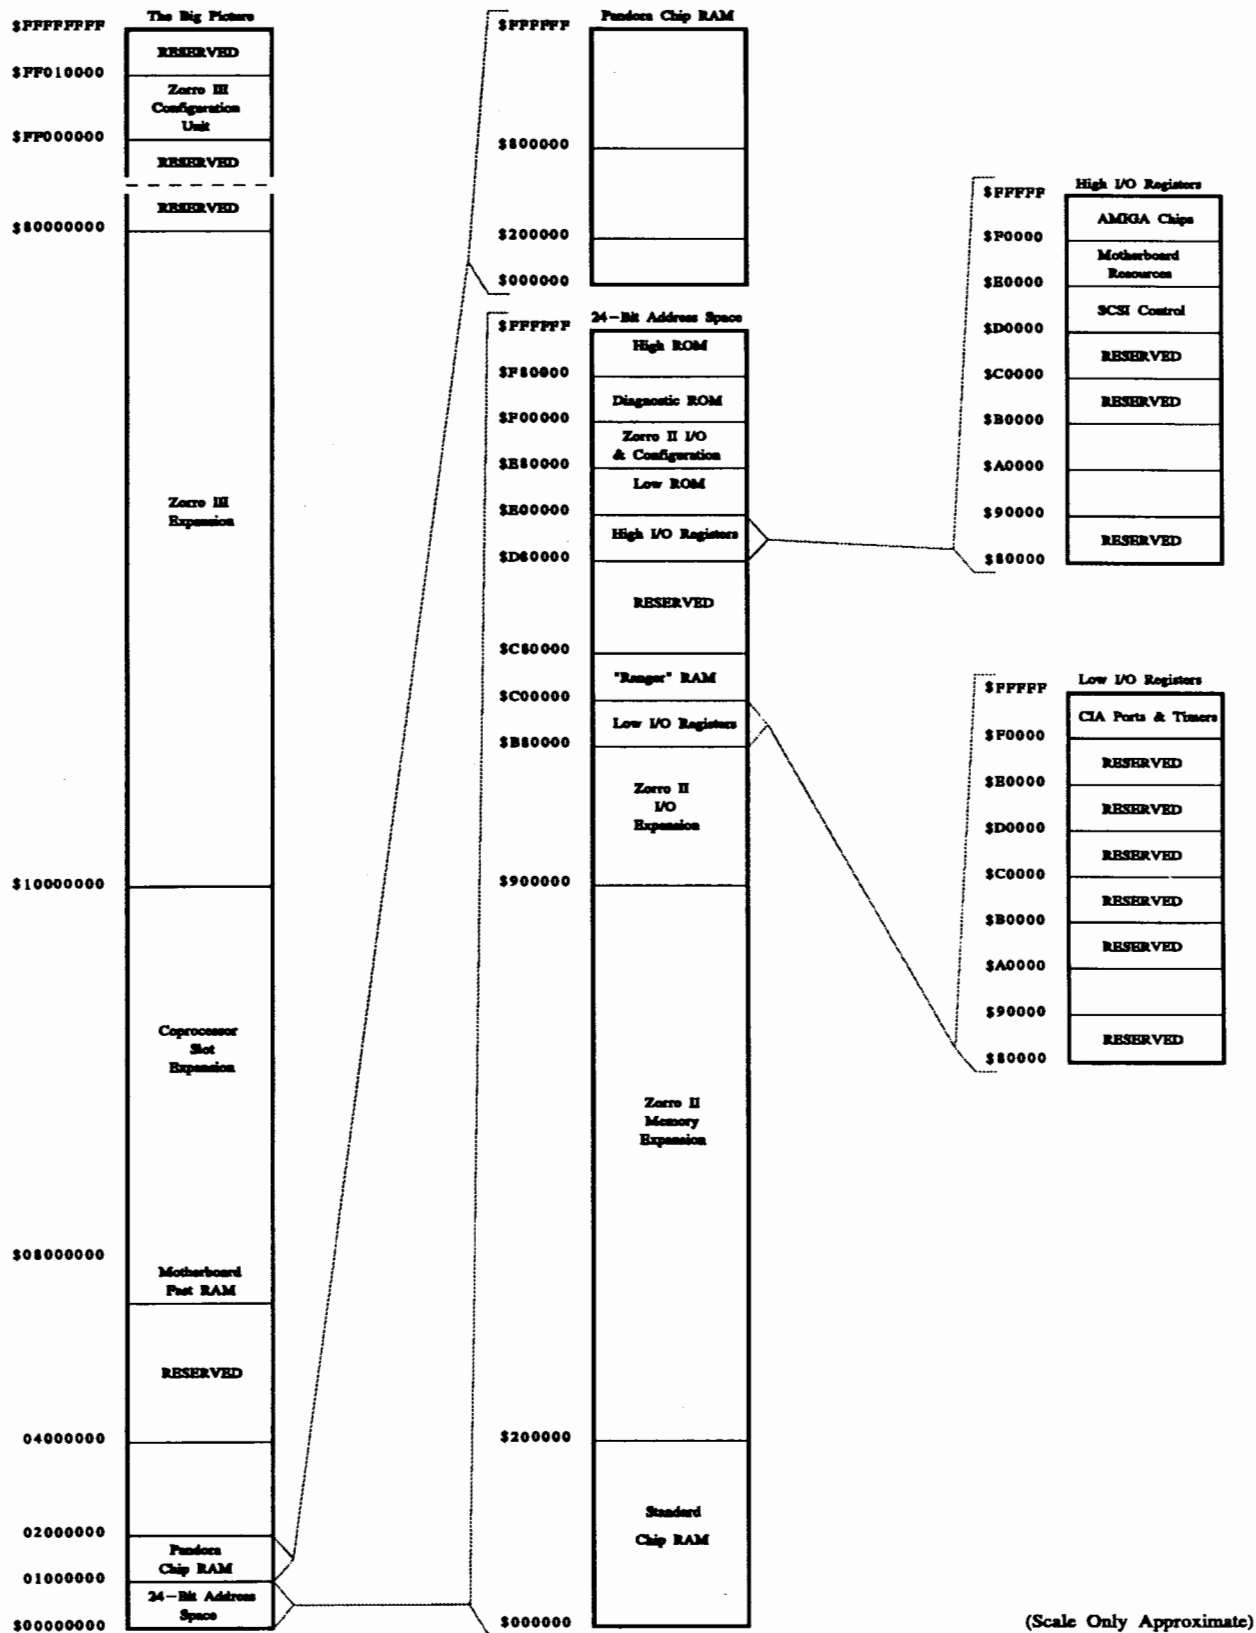 The Big Picture
$FFFFFFFF
RESERVED
$FF010000
Zorro III
Configuration
Unit
$FF000000
RESERVED
RESERVED
$80000000
Zorro III
Expansion
$10000000
Coprocessor
Slot
Expansion
$08000000
Motherboard
Fast RAM
RESERVED
04000000
02000000
Pandora
Chip RAM
01000000
24-Bit Address
Space
$00000000
Pandora Chip RAM
$FFFFFF
$800000
$200000
$000000
24-Bit Address Space
$FFFFFF
High ROM
$F80000
Diagnostic ROM
$F00000
Zorro II I/O
& Configuration
$E80000
Low ROM
$E00000
High I/O Registers
$D80000
RESERVED
$C80000
"Ranger" RAM
$C00000
Low I/O Registers
$B80000
Zorro II
I/O
Expansion
$900000
Zorro II
Memory
Expansion
$200000
Standard
Chip RAM
$000000
High I/O Registers
$FFFFF
AMIGA Chips
$F0000
Motherboard
Resources
$E0000
SCSI Control
$D0000
RESERVED
$C0000
RESERVED
$B0000
$A0000
$90000
RESERVED
$80000
Low I/O Registers
$FFFFF
CIA Ports & Timers
$F0000
RESERVED
$E0000
RESERVED
$D0000
RESERVED
$C0000
RESERVED
$B0000
RESERVED
$A0000
$90000
RESERVED
$80000
(Scale Only Approximate)